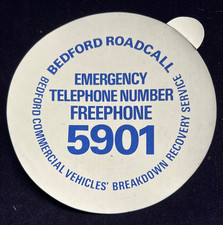 BEDFORD ROADCALL
EMERGENCY
TELEPHONE NUMBER
FREEPHONE
5901
BEDFORD COMMERCIAL VEHICLES' BREAKDOWN RECOVERY SERVICE